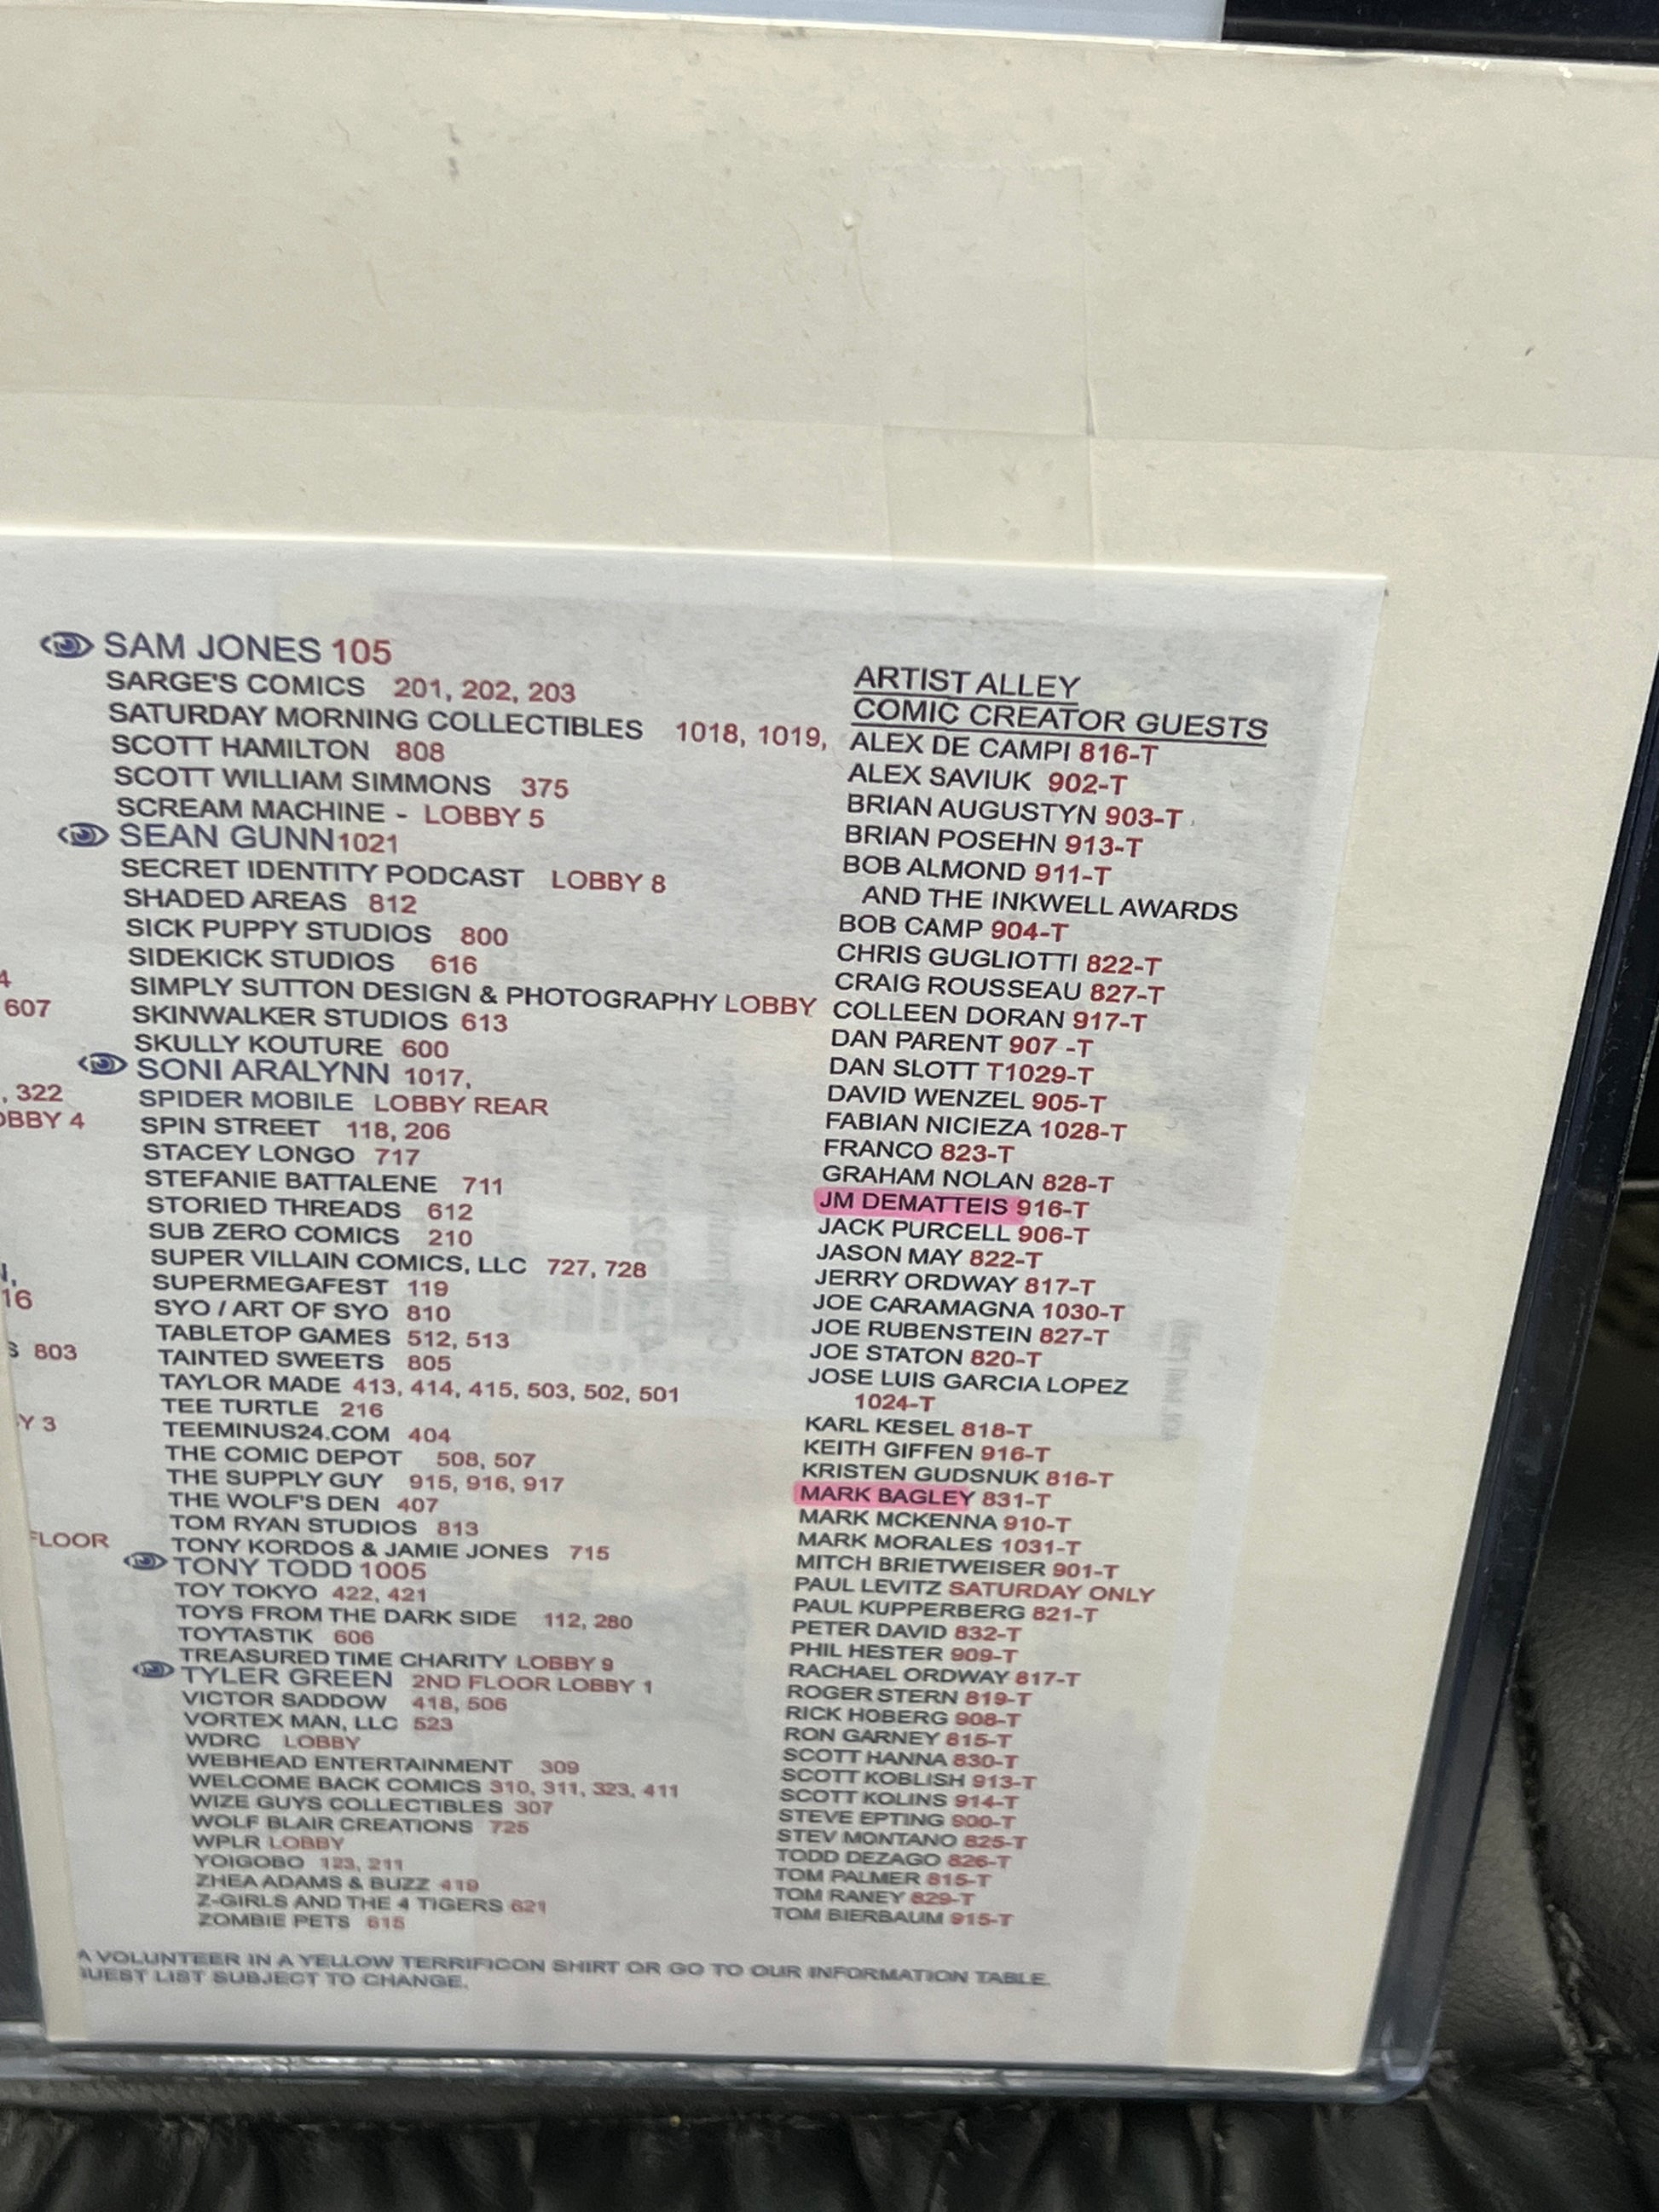 SAM JONES 105
SARGE'S COMICS 201, 202, 203
SATURDAY MORNING COLLECTIBLES 1018, 1019,
SCOTT HAMILTON 808
SCOTT WILLIAM SIMMONS 375
SCREAM MACHINE - LOBBY 5
SEAN GUNN 1021
SECRET IDENTITY PODCAST LOBBY 8
SHADED AREAS 812
SICK PUPPY STUDIOS 800
SIDEKICK STUDIOS 616
SIMPLY SUTTON DESIGN & PHOTOGRAPHY LOBBY
SKINWALKER STUDIOS 613
SKULLY KOUTURE 600
SONI ARALYNN 1017,
SPIDER MOBILE LOBBY REAR
SPIN STREET 118, 206
STACEY LONGO 717
STEFANIE BATTALENE 711
STORIED THREADS 612
SUB ZERO COMICS 210
SUPER VILLAIN COMICS, LLC 727, 728
SUPERMEGAFEST 119
SYO / ART OF SYO 810
TABLETOP GAMES 512, 513
TAINTED SWEETS 805
TAYLOR MADE 413, 414, 415, 503, 502, 501
TEE TURTLE 216
TEEMINUS24.COM 404
THE COMIC DEPOT 508, 507
THE SUPPLY GUY 915, 916, 917
THE WOLF'S DEN 407
TOM RYAN STUDIOS 813
TONY KORDOS & JAMIE JONES 715
TONY TODD 1005
TOY TOKYO 422, 421
TOYS FROM THE DARK SIDE 112, 280
TOYTASTIK 606
TREASURED TIME CHARITY LOBBY 9
TYLER GREEN 2ND FLOOR LOBBY 1
VICTOR SADDOW 418, 506
VORTEX MAN, LLC 523
WDRC LOBBY
WEBHEAD ENTERTAINMENT 309
WELCOME BACK COMICS 310, 311, 323, 411
WIZE GUYS COLLECTIBLES 307
WOLF BLAIR CREATIONS 725
WPLR LOBBY
YOIGOBO 123, 211
ZHEA ADAMS & BUZZ 419
Z-GIRLS AND THE 4 TIGERS 621
ZOMBIE PETS 615
4
607
, 322
OBBY 4
16
S 803
Y 3
FLOOR
ARTIST ALLEY
COMIC CREATOR GUESTS
ALEX DE CAMPI 816-T
ALEX SAVIUK 902-T
BRIAN AUGUSTYN 903-T
BRIAN POSEHN 913-T
BOB ALMOND 911-T
AND THE INKWELL AWARDS
BOB CAMP 904-T
CHRIS GUGLIOTTI 822-T
CRAIG ROUSSEAU 827-T
COLLEEN DORAN 917-T
DAN PARENT 907 -T
DAN SLOTT T1029-T
DAVID WENZEL 905-T
FABIAN NICIEZA 1028-T
FRANCO 823-T
GRAHAM NOLAN 828-T
JM DEMATTEIS 916-T
JACK PURCELL 906-T
JASON MAY 822-T
JERRY ORDWAY 817-T
JOE CARAMAGNA 1030-T
JOE RUBENSTEIN 827-T
JOE STATON 820-T
JOSE LUIS GARCIA LOPEZ
1024-T
KARL KESEL 818-T
KEITH GIFFEN 916-T
KRISTEN GUDSNUK 816-T
MARK BAGLEY 831-T
MARK MCKENNA 910-T
MARK MORALES 1031-T
MITCH BRIETWEISER 901-T
PAUL LEVITZ SATURDAY ONLY
PAUL KUPPERBERG 821-T
PETER DAVID 832-T
PHIL HESTER 909-T
RACHAEL ORDWAY 817-T
ROGER STERN 819-T
RICK HOBERG 908-T
RON GARNEY 815-T
SCOTT HANNA 830-T
SCOTT KOBLISH 913-T
SCOTT KOLINS 914-T
STEVE EPTING 900-T
STEV MONTANO 825-T
TODD DEZAGO 826-T
TOM PALMER 815-T
TOM RANEY 829-T
TOM BIERBAUM 915-T
A VOLUNTEER IN A YELLOW TERRIFICON SHIRT OR GO TO OUR INFORMATION TABLE.
UEST LIST SUBJECT TO CHANGE.